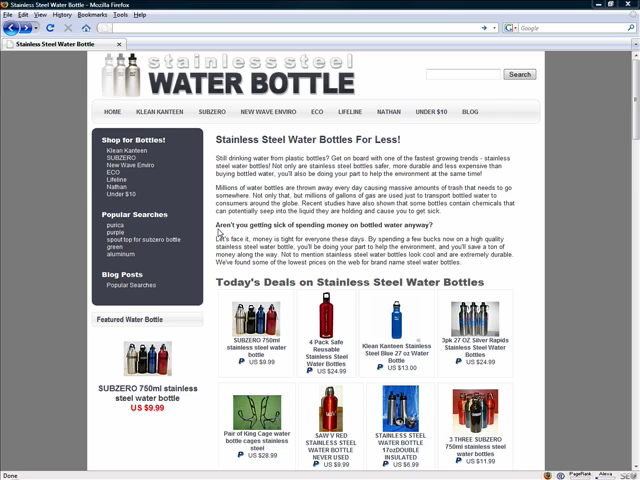 Stainless Steel Water Bottle - Mozilla Firefox
File Edit View History Bookmarks Tools Help
Google
Stainless Steel Water Bottle
stainless steel
WATER BOTTLE
Search
HOME KLEAN KANTEEN SUBZERO NEW WAVE ENVIRO ECO LIFELINE NATHAN UNDER $10 BLOG
Shop for Bottles!
Klean Kanteen
SUBZERO
New Wave Enviro
ECO
Lifeline
Nathan
Under $10
Popular Searches
purica
purple
spout top for subzero bottle
green
aluminum
Blog Posts
Popular Searches
Featured Water Bottle
SUBZERO 750ml stainless
steel water bottle
US $9.99
Stainless Steel Water Bottles For Less!
Still drinking water from plastic bottles? Get on board with one of the fastest growing trends - stainless
steel water bottles! Not only are stainless steel bottles safer, more durable and less expensive than
buying bottled water, you'll also be doing your part to help the environment at the same time!
Millions of water bottles are thrown away every day causing massive amounts of trash that needs to go
somewhere. Not only that, but millions of gallons of gas are used just to transport bottled water to
consumers around the globe. Recent studies have also shown that some bottles contain chemicals that
can potentially seep into the liquid they are holding and cause you to get sick.
Aren't you getting sick of spending money on bottled water anyway?
Let's face it, money is tight for everyone these days. By spending a few bucks now on a high quality
stainless steel water bottle, you'll be doing your part to help the environment, and you'll save a ton of
money along the way. Not to mention stainless water bottles look cool and are extremely durable.
We've found some of the lowest prices on the web for brand name steel water bottles.
Today's Deals on Stainless Steel Water Bottles
SUBZERO 750ml
stainless steel water
bottle
US $9.99
4 Pack Safe
Reusable
Stainless Steel
Water Bottles
US $24.99
Klean Kanteen Stainless
Steel Blue 27 oz Water
Bottle
US $13.00
3pk 27 OZ Silver Rapids
Stainless Steel Water
Bottles
US $24.99
Pair of King Cage water
bottle cages stainless
steel
US $28.99
SAW V RED
STAINLESS STEEL
WATER BOTTLE
NEVER USED
US $9.99
STAINLESS STEEL
WATER BOTTLE
17ozDOUBLE
INSULATED
US $6.99
3 THREE SUBZERO
750ml stainless steel
water bottles
US $11.99
Done
PageRank
Alexa